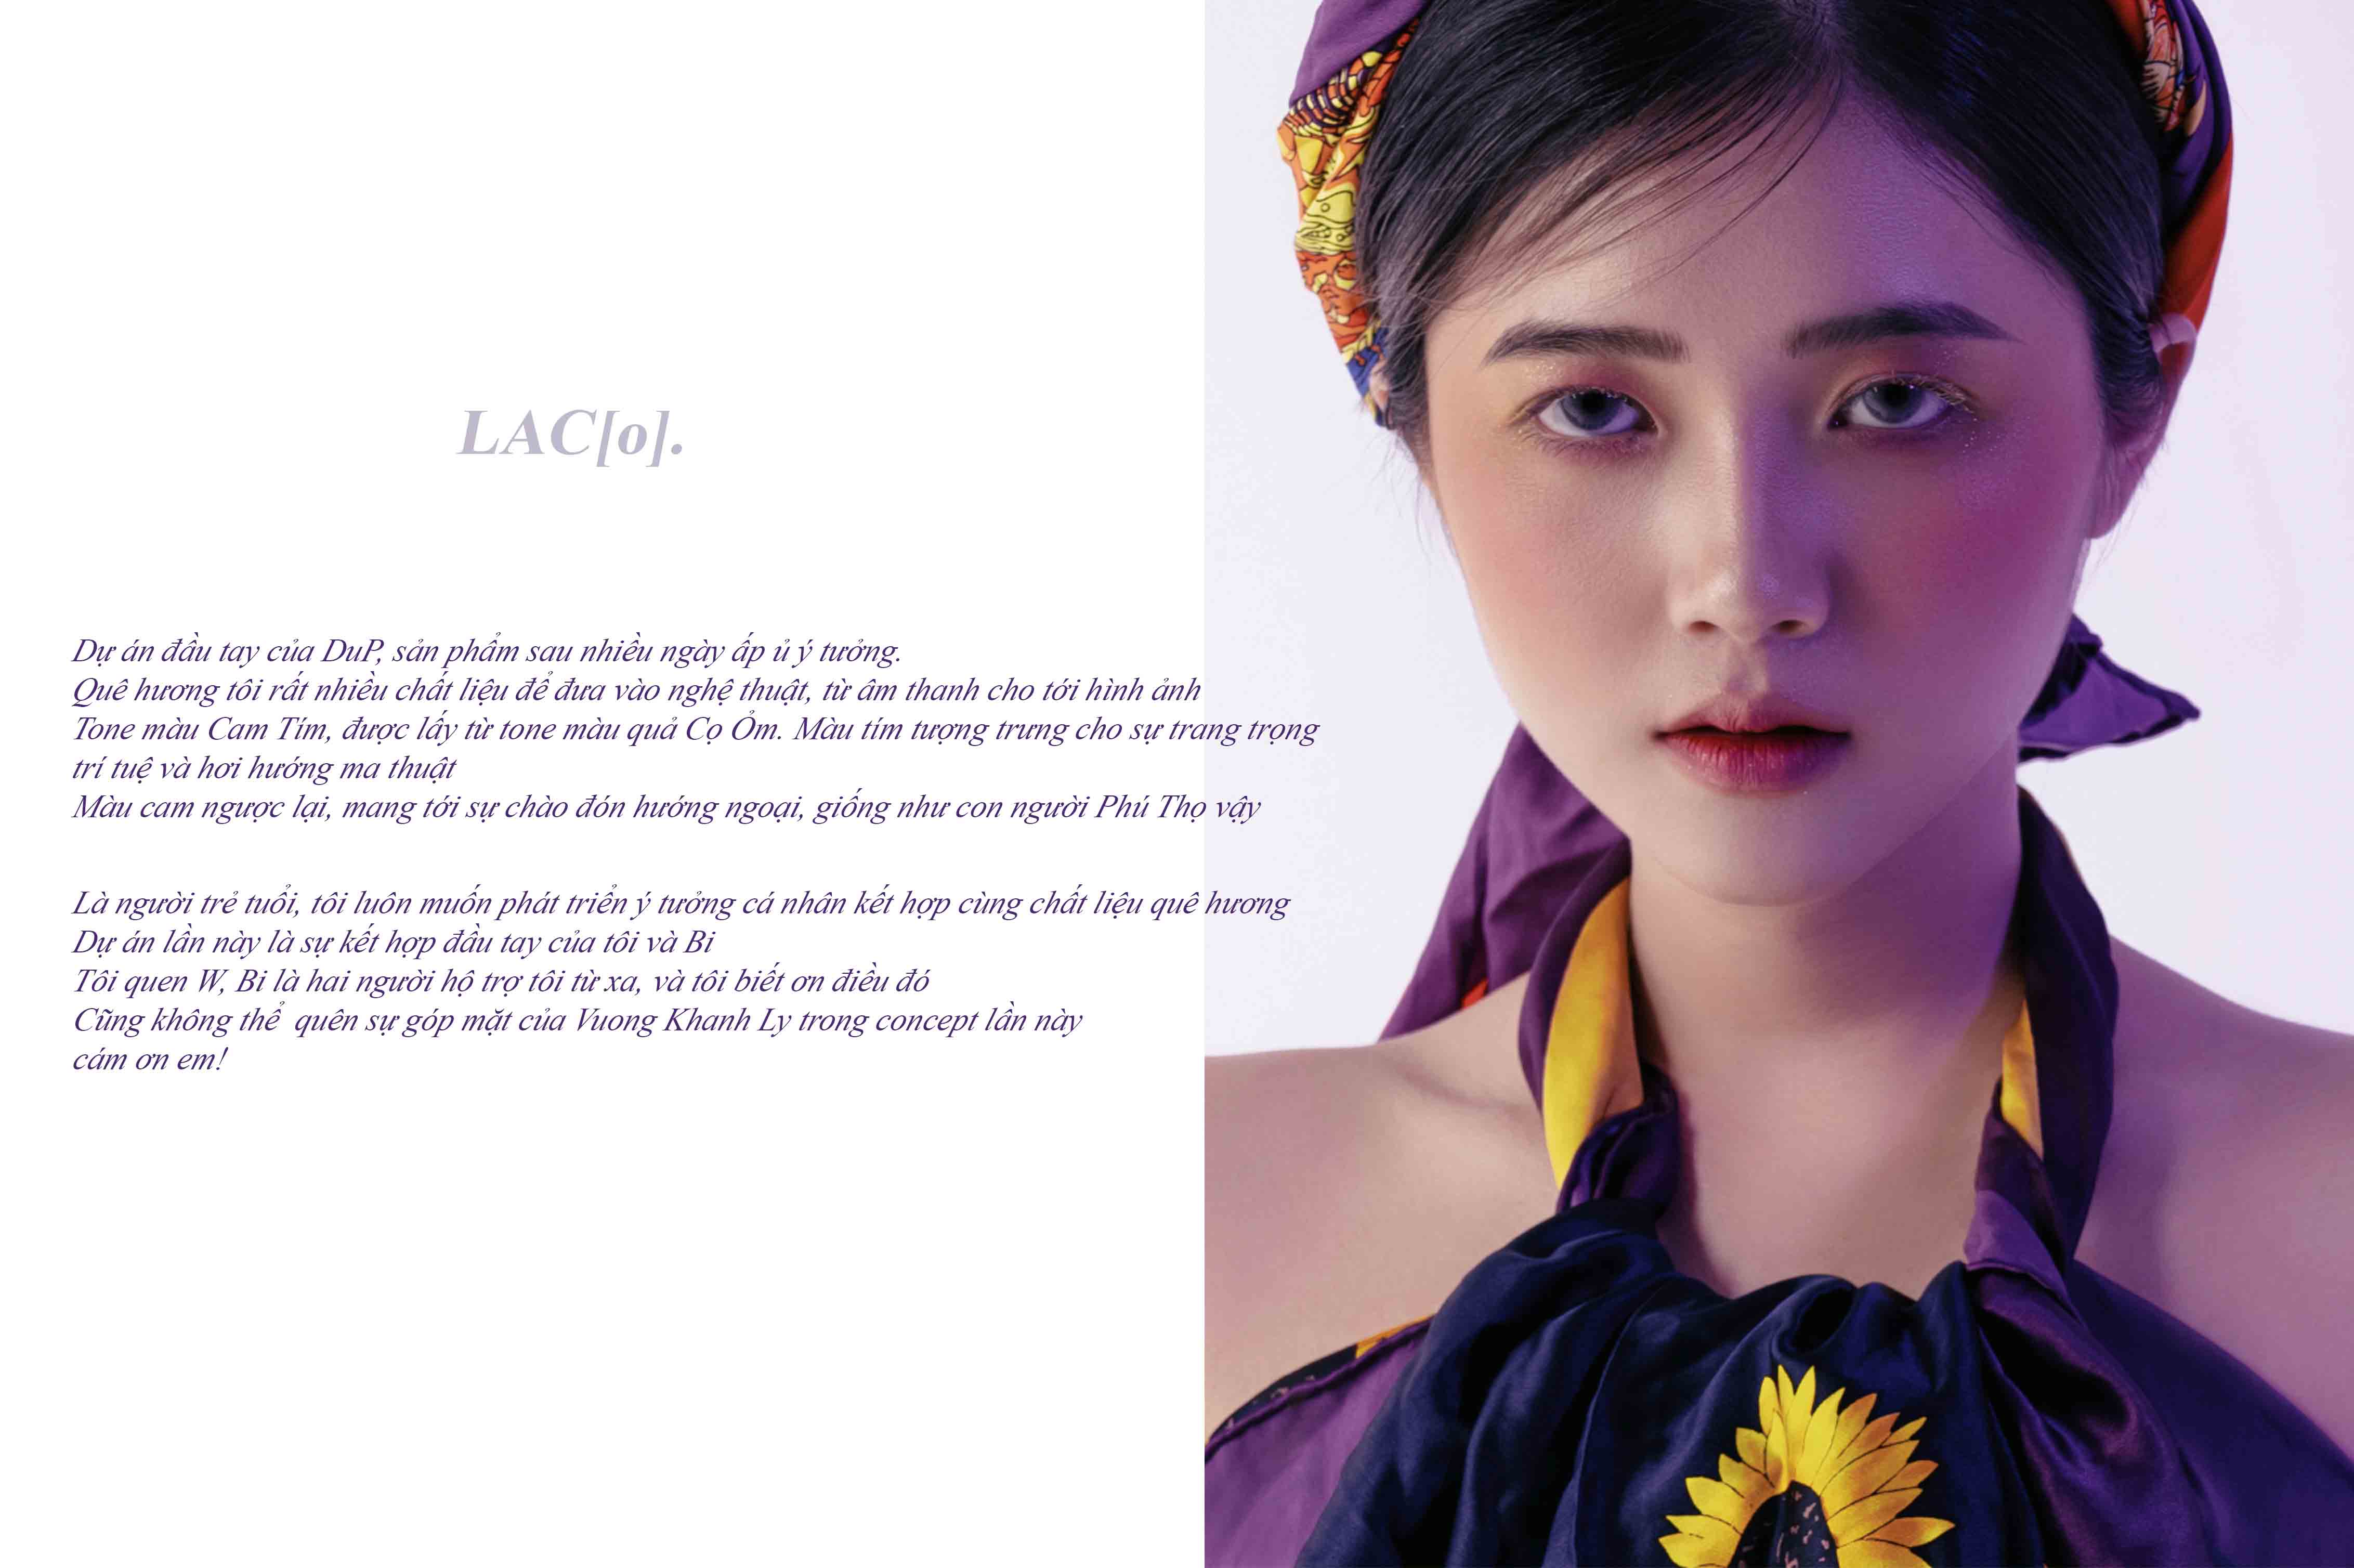 LAC[o].
Dự án đầu tay của DuP, sản phẩm sau nhiều ngày ấp ủ ý tưởng.
Quê hương tôi rất nhiều chất liệu để đưa vào nghệ thuật, từ âm thanh cho tới hình ảnh
Tone màu Cam Tím, được lấy từ tone màu quả Cọ Ỏm. Màu tím tượng trưng cho sự trang trọng
trí tuệ và hơi hướng ma thuật
Màu cam ngược lại, mang tới sự chào đón hướng ngoại, giống như con người Phú Thọ vậy
Là người trẻ tuổi, tôi luôn muốn phát triển ý tưởng cá nhân kết hợp cùng chất liệu quê hương
Dự án lần này là sự kết hợp đầu tay của tôi và Bi
Tôi quen W, Bi là hai người hộ trợ tôi từ xa, và tôi biết ơn điều đó
Cũng không thể  quên sự góp mặt của Vuong Khanh Ly trong concept lần này
cám ơn em!